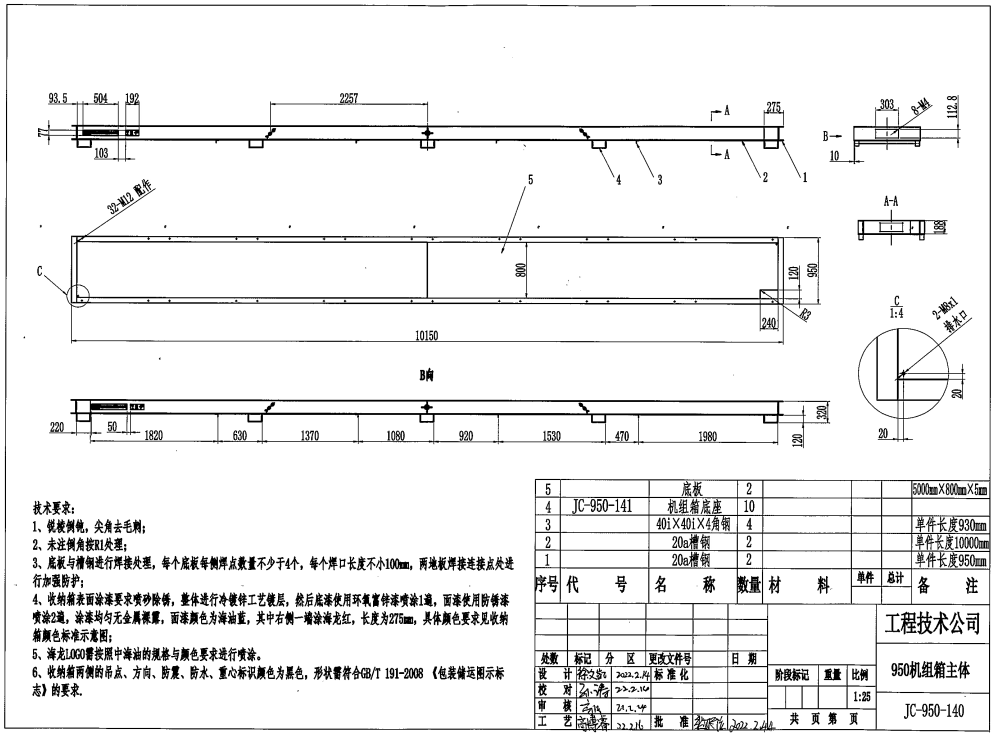 93.5 504 192 2257 275 303 8-M4 112.8
77 103 A A B 10
4 3 2 1
32-M12 配作
5
A-A
188
C
800 120 950
240 R3
10150
C
1:4
2-M8x1
排水口
20
20
B向
220 50 320
1820 630 1370 1080 920 1530 470 1980 120
技术要求:
1、锐棱倒钝，尖角去毛刺；
2、未注倒角按R1处理；
3、底板与槽钢进行焊接处理，每个底板每侧焊点数量不少于4个，每个焊口长度不小100mm，两地板焊接连接点处进
行加强防护；
4、收纳箱表面涂漆要求喷砂除锈，整体进行冷镀锌工艺镀层，然后底漆使用环氧富锌漆喷涂1遍，面漆使用防锈漆
喷涂2遍，涂漆均匀无金属裸露，面漆颜色为海油蓝，其中右侧一端涂海龙红，长度为275mm，具体颜色要求见收纳
箱颜色标准示意图；
5、海龙LOGO需按照中海油的规格与颜色要求进行喷涂。
6、收纳箱两侧的吊点、方向、防震、防水、重心标识颜色为黑色，形状需符合GB/T 191-2008 《包装储运图示标
志》的要求.
5 底板 2 5000mm×800mm×5mm
4 JC-950-141 机组箱底座 10
3 40i×40i×4角钢 4 单件长度930mm
2 20a槽钢 2 单件长度10000mm
1 20a槽钢 2 单件长度950mm
序号 代 号 名 称 数量 材 料 单件 总计 备 注
工程技术公司
处数 标记 分 区 更改文件号 日 期
设 计 2022.2.14 标 准 化 阶段标记 重量 比例
校 对 22.2.16
950机组箱主体
1:25
审 核
工 艺 22.2.16 批 准 共 页 第 页
JC-950-140